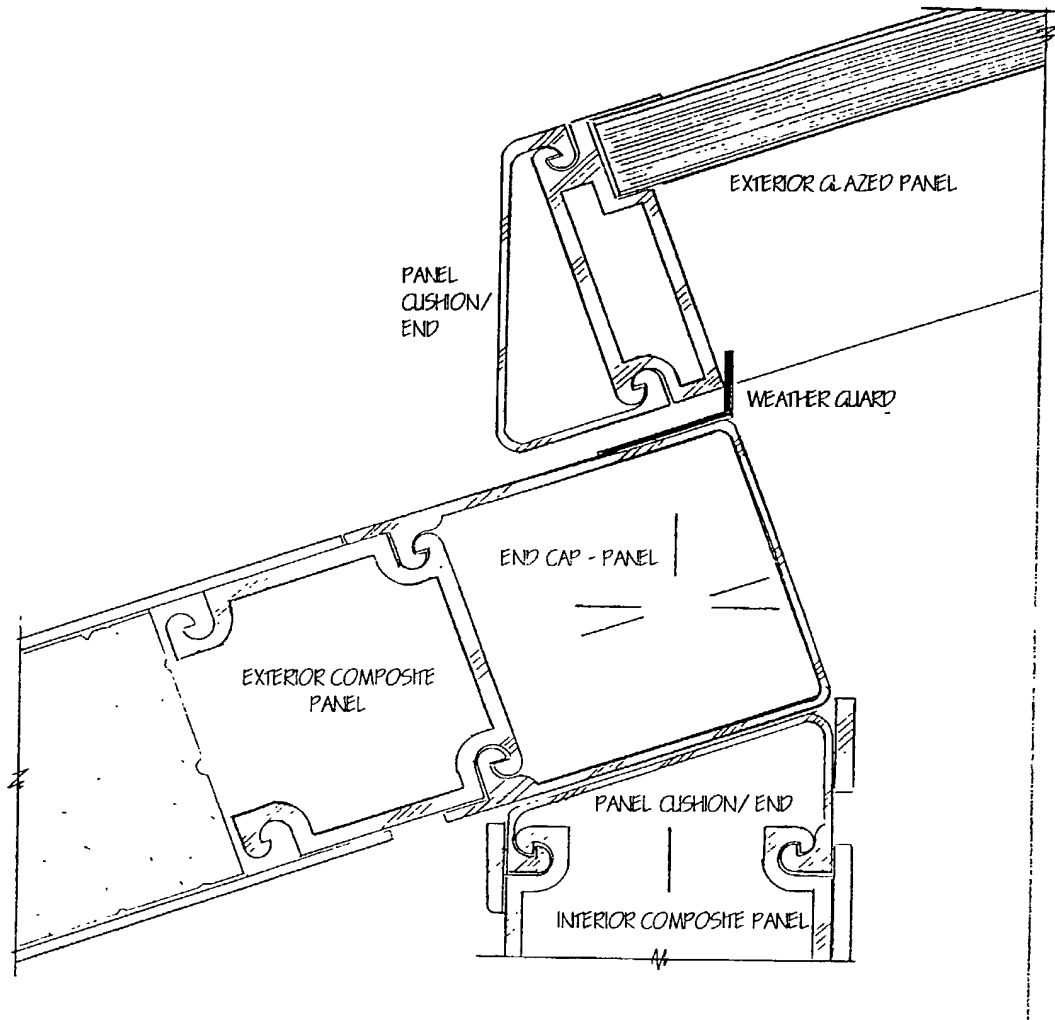 EXTERIOR GLAZED PANEL
PANEL
CUSHION/
END
WEATHER GUARD
END CAP - PANEL
EXTERIOR COMPOSITE
PANEL
PANEL CUSHION/ END
INTERIOR COMPOSITE PANEL